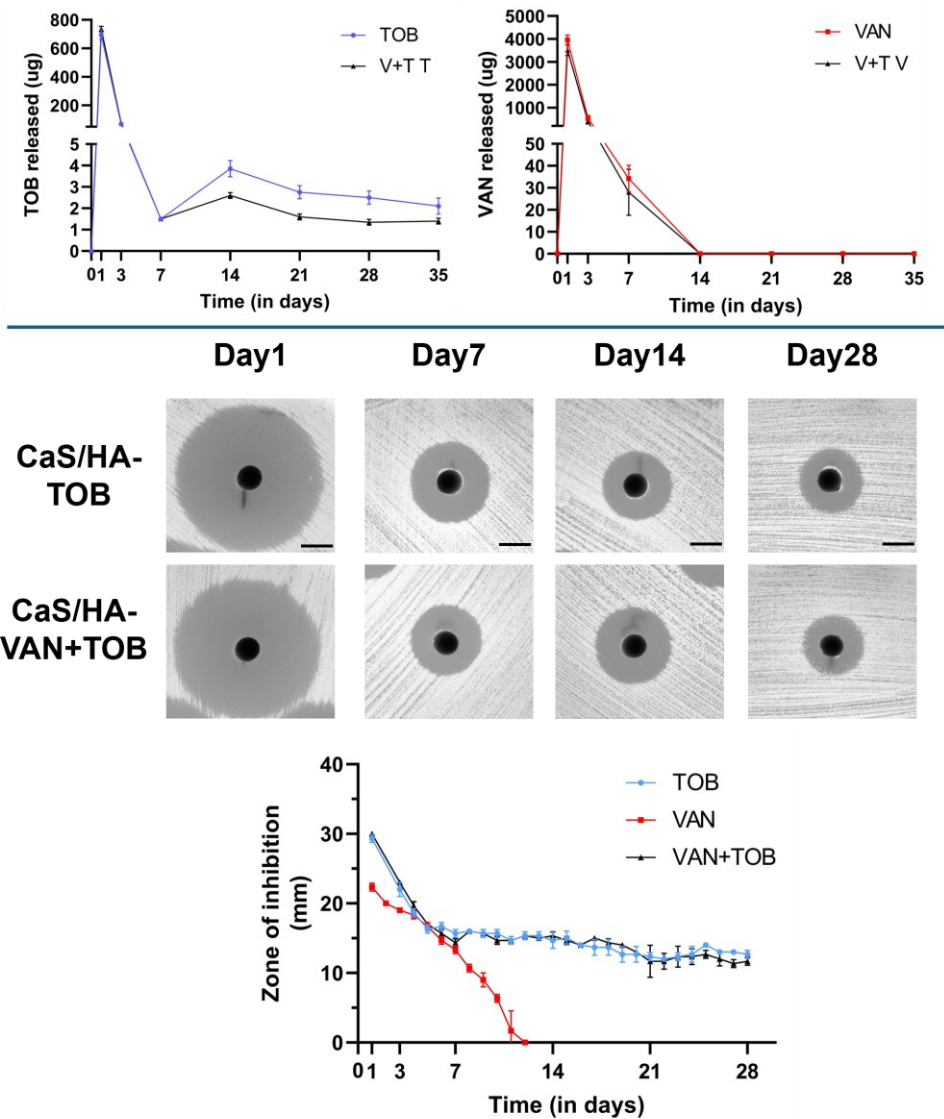 TOB released (ug)
800
600
400
200
6
5
4
3
2
1
0
0 1 3 7 14 21 28 35
Time (in days)
TOB
V+T T
VAN released (ug)
5000
4000
3000
2000
1000
50
40
30
20
10
0
0 1 3 7 14 21 28 35
Time (in days)
VAN
V+T V
Day1 Day7 Day14 Day28
CaS/HA-
TOB
CaS/HA-
VAN+TOB
Zone of inhibition
(mm)
40
30
20
10
0
0 1 3 7 14 21 28
Time (in days)
TOB
VAN
VAN+TOB